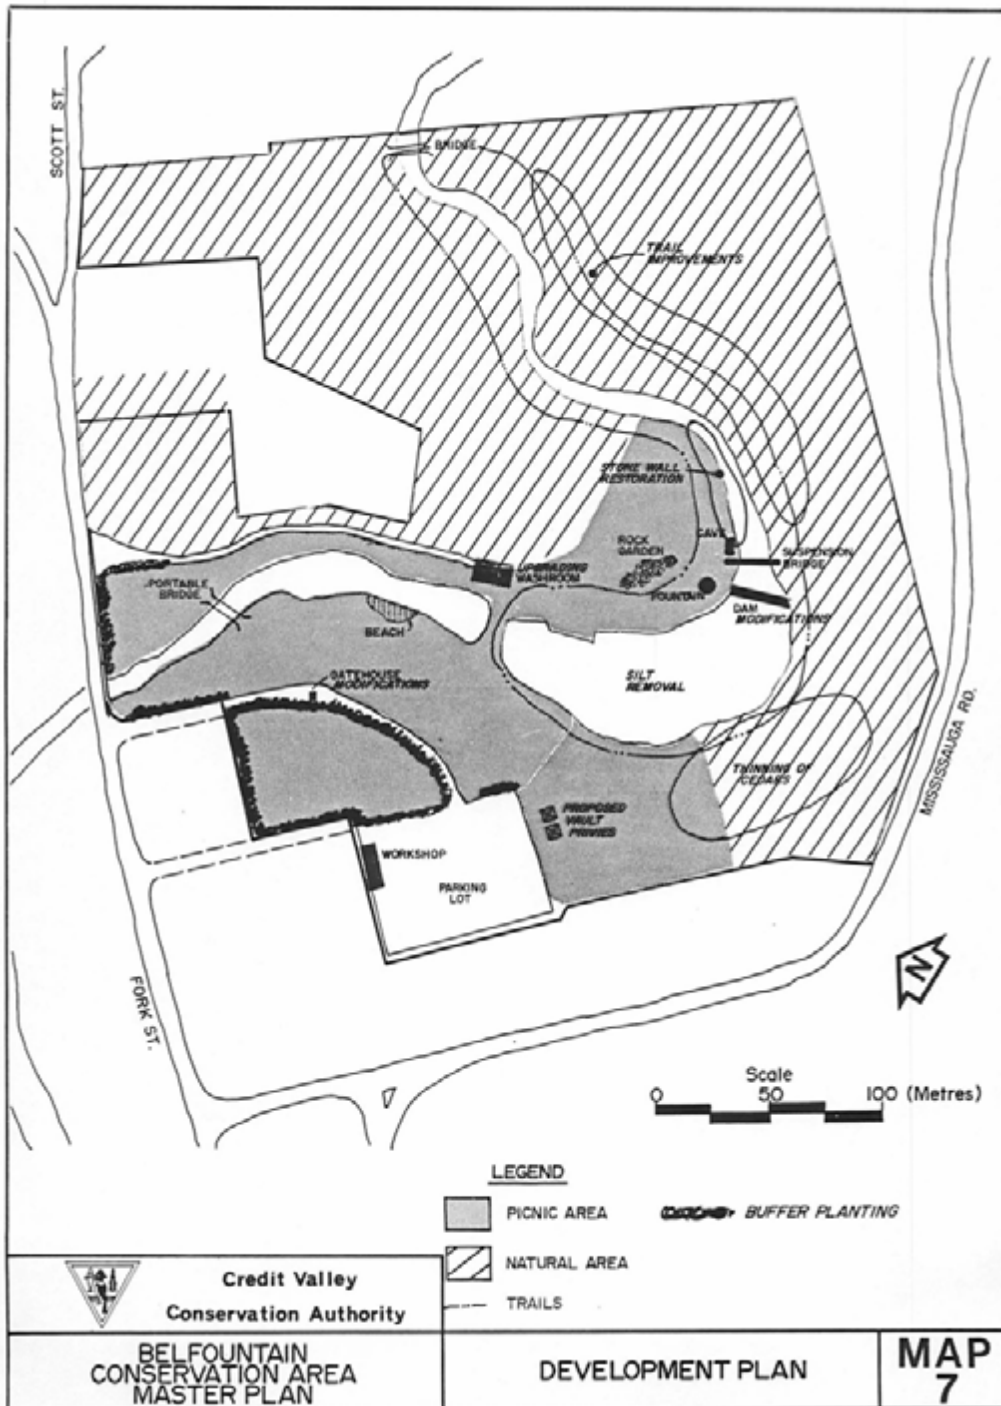 SCOTT ST.
BRIDGE
TRAIL
IMPROVEMENTS
STONE WALL
RESTORATION
CAVE
ROCK
GARDEN
SUSPENSION
BRIDGE
UPGRADING
WASHROOM
FOUNTAIN
PORTABLE
BRIDGE
DAM
MODIFICATIONS
BEACH
GATEHOUSE
MODIFICATIONS
SILT
REMOVAL
MISSISSAUGA RD.
THINNING OF
CEDARS
PROPOSED
VAULT
PRIVIES
WORKSHOP
PARKING
LOT
N
FORK ST.
Scale
0 50 100 (Metres)
LEGEND
PICNIC AREA
BUFFER PLANTING
NATURAL AREA
TRAILS
Credit Valley
Conservation Authority
BELFOUNTAIN
CONSERVATION AREA
MASTER PLAN
DEVELOPMENT PLAN
MAP
7